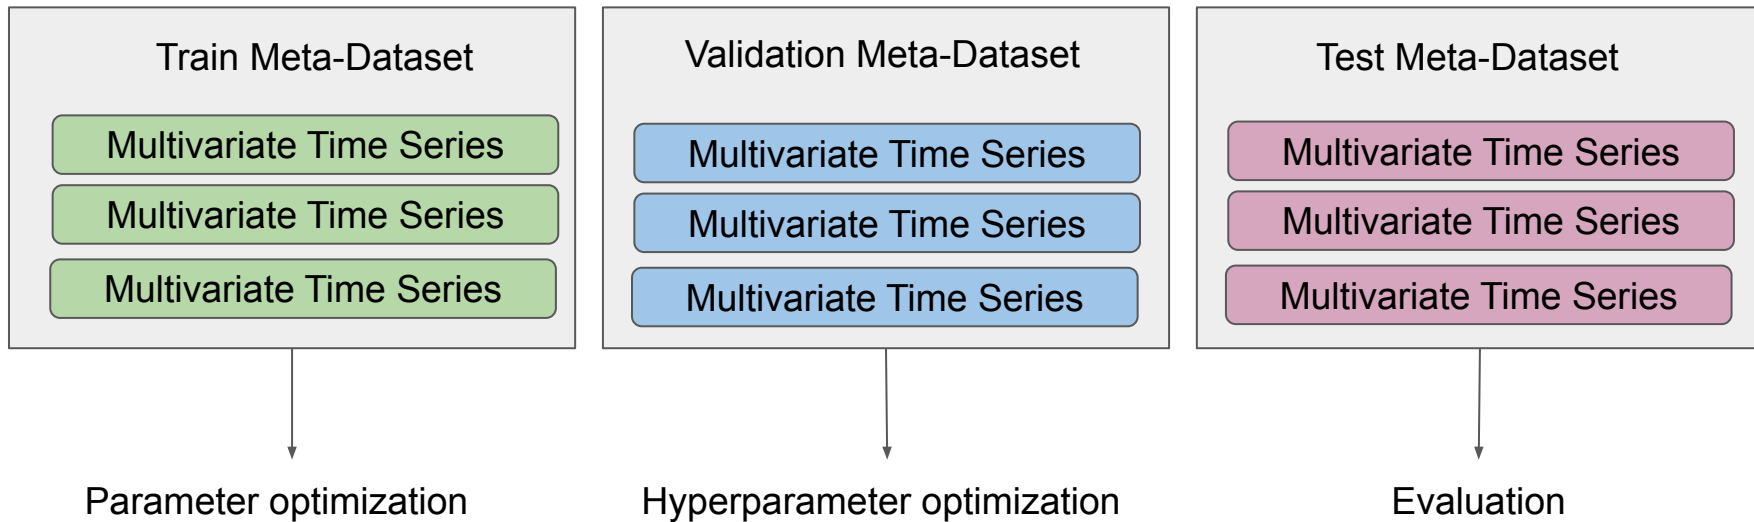 Train Meta-Dataset
Multivariate Time Series
Multivariate Time Series
Multivariate Time Series
Parameter optimization
Validation Meta-Dataset
Multivariate Time Series
Multivariate Time Series
Multivariate Time Series
Hyperparameter optimization
Test Meta-Dataset
Multivariate Time Series
Multivariate Time Series
Multivariate Time Series
Evaluation